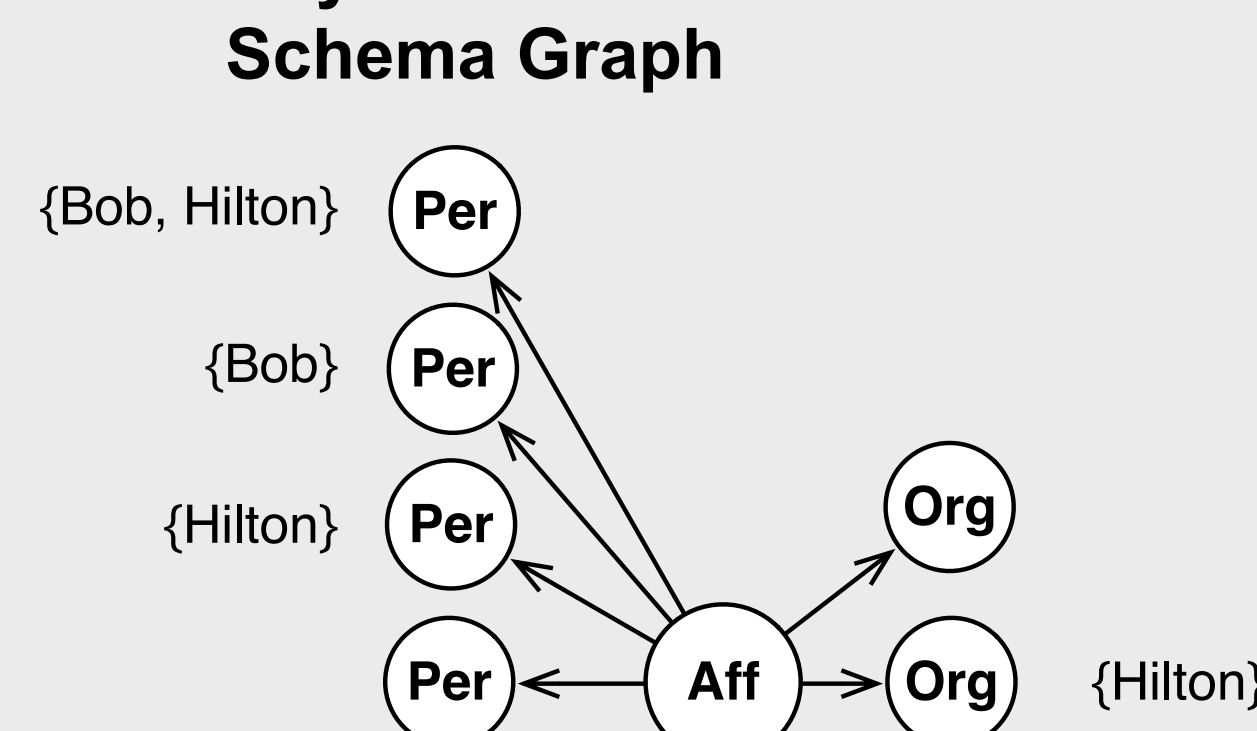 Schema Graph
{Bob, Hilton} Per
{Bob} Per
{Hilton} Per
Org
Per Aff Org {Hilton}